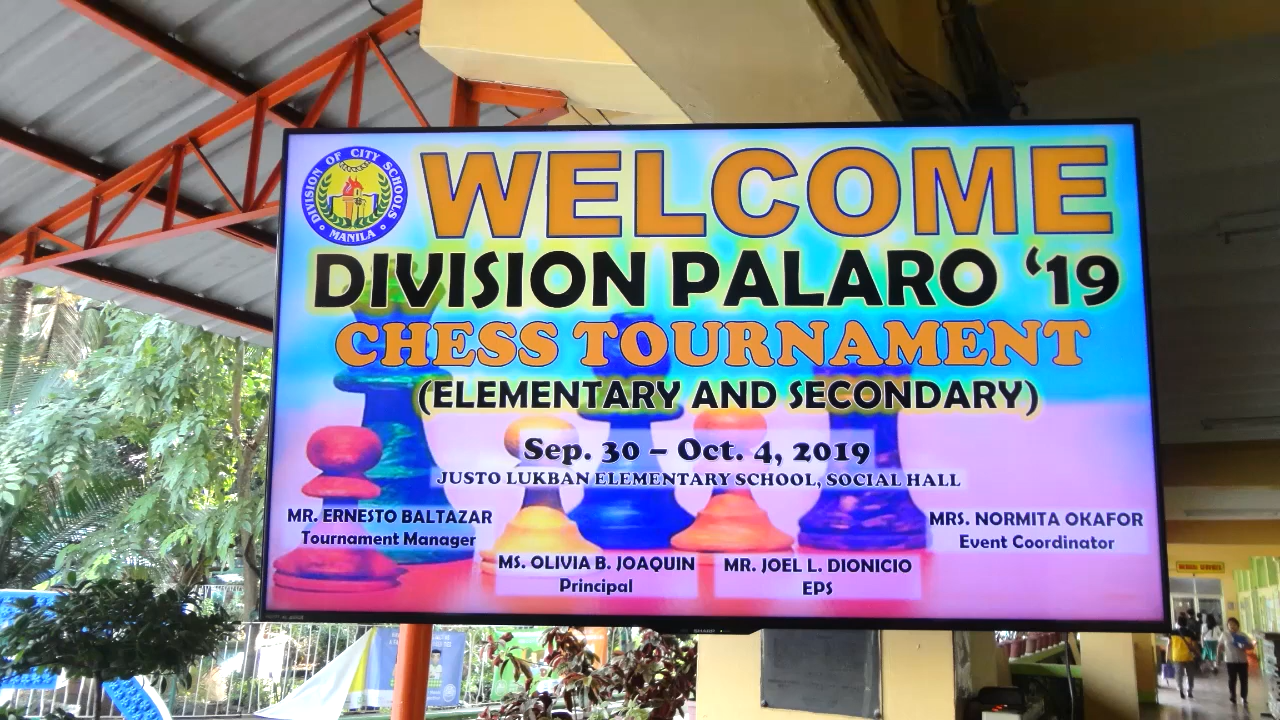 DIVISION OF CITY SCHOOLS
MANILA
WELCOME
DIVISION PALARO ‘19
CHESS TOURNAMENT
(ELEMENTARY AND SECONDARY)
Sep. 30 – Oct. 4, 2019
JUSTO LUKBAN ELEMENTARY SCHOOL, SOCIAL HALL
MR. ERNESTO BALTAZAR
Tournament Manager
MRS. NORMITA OKAFOR
Event Coordinator
MS. OLIVIA B. JOAQUIN
Principal
MR. JOEL L. DIONICIO
EPS
SHARP